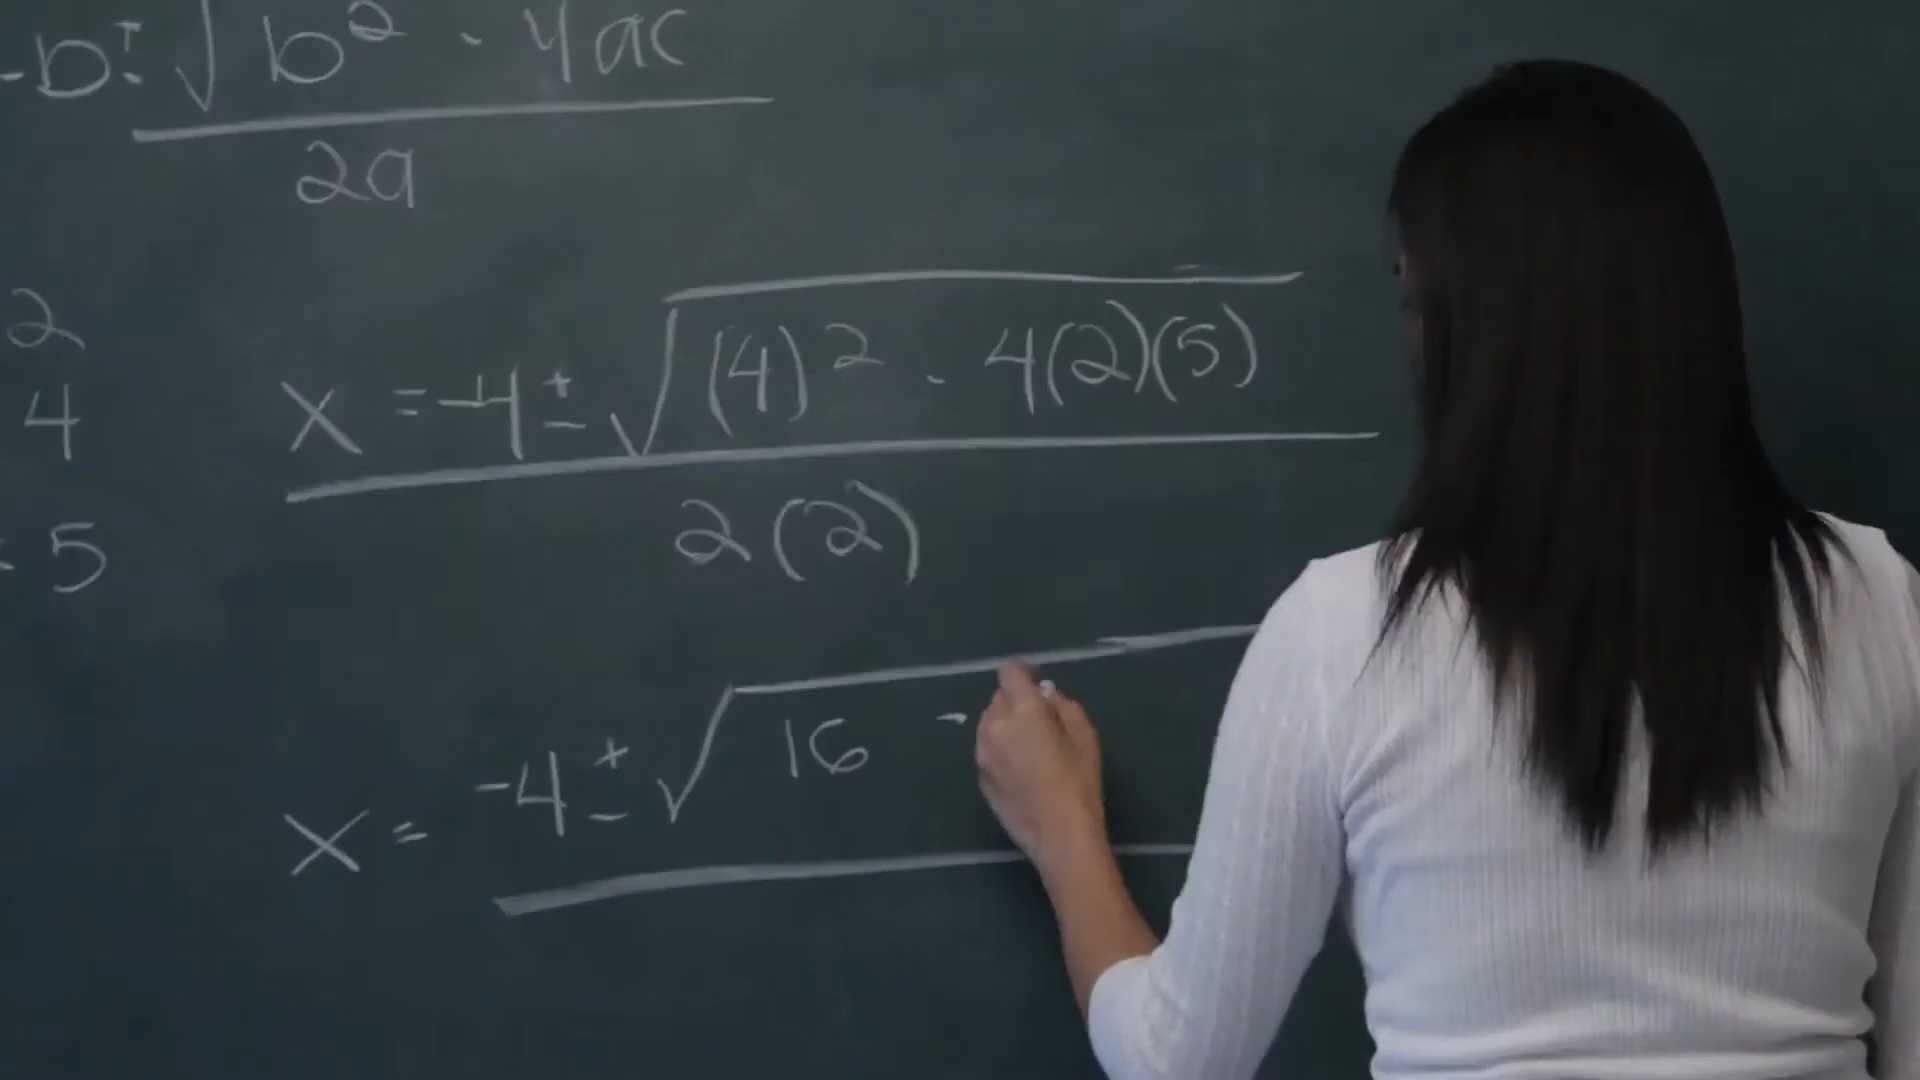 -b ± √b² - 4ac
2a
2
4
5
x = -4 ± √(4)² - 4(2)(5)
2(2)
x = -4 ± √16 -